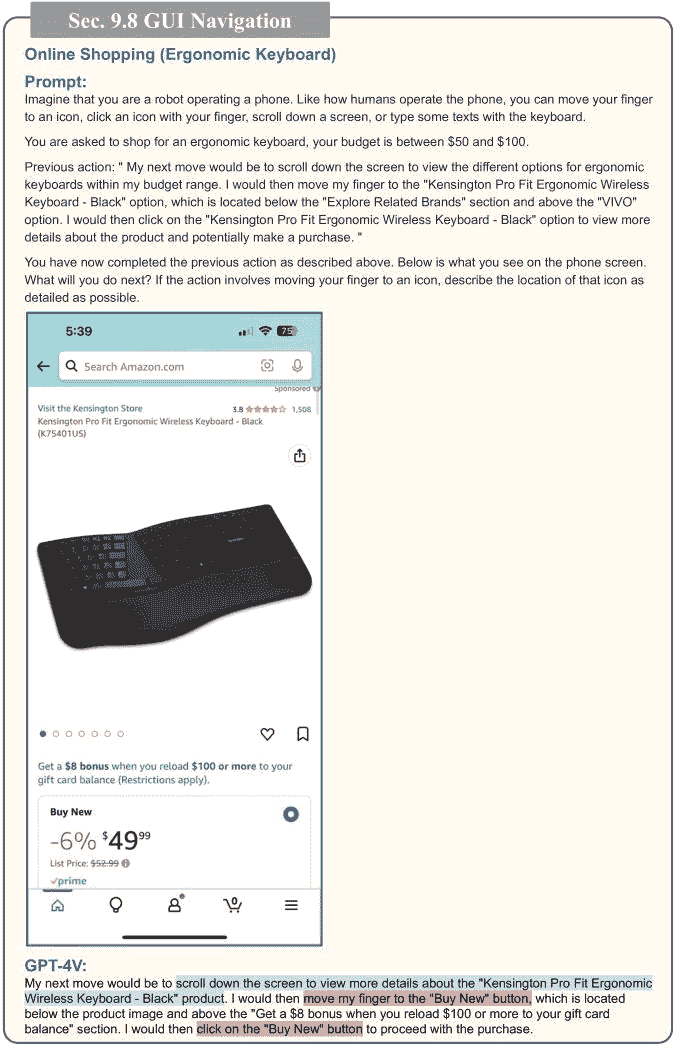 Sec. 9.8 GUI Navigation
Online Shopping (Ergonomic Keyboard)
Prompt:
Imagine that you are a robot operating a phone. Like how humans operate the phone, you can move your finger
to an icon, click an icon with your finger, scroll down a screen, or type some texts with the keyboard.
You are asked to shop for an ergonomic keyboard, your budget is between $50 and $100.
Previous action: " My next move would be to scroll down the screen to view the different options for ergonomic
keyboards within my budget range. I would then move my finger to the "Kensington Pro Fit Ergonomic Wireless
Keyboard - Black" option, which is located below the "Explore Related Brands" section and above the "VIVO"
option. I would then click on the "Kensington Pro Fit Ergonomic Wireless Keyboard - Black" option to view more
details about the product and potentially make a purchase. "
You have now completed the previous action as described above. Below is what you see on the phone screen.
What will you do next? If the action involves moving your finger to an icon, describe the location of that icon as
detailed as possible.
5:39
75
Search Amazon.com
Sponsored
Visit the Kensington Store
3.8 1,508
Kensington Pro Fit Ergonomic Wireless Keyboard - Black
(K75401US)
Get a $8 bonus when you reload $100 or more to your
gift card balance (Restrictions apply).
Buy New
-6% $4999
List Price: $52.99
prime
0
GPT-4V:
My next move would be to scroll down the screen to view more details about the "Kensington Pro Fit Ergonomic
Wireless Keyboard - Black" product. I would then move my finger to the "Buy New" button, which is located
below the product image and above the "Get a $8 bonus when you reload $100 or more to your gift card
balance" section. I would then click on the "Buy New" button to proceed with the purchase.